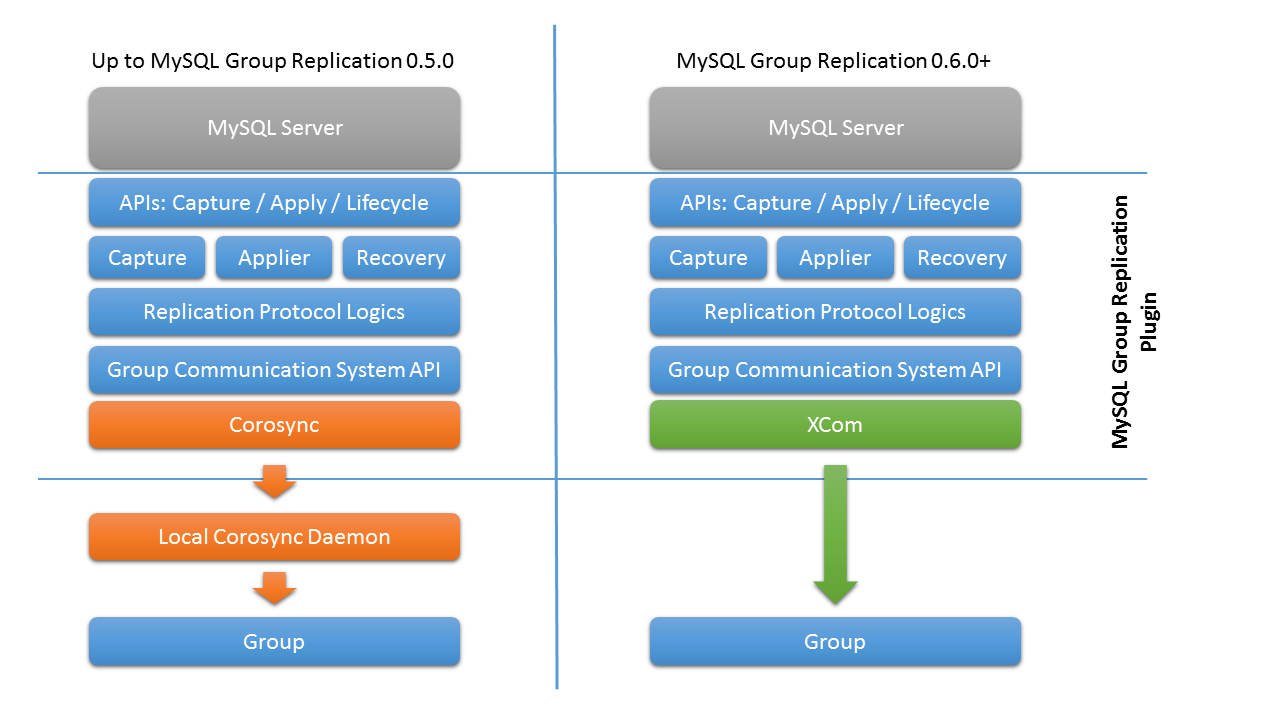 Up to MySQL Group Replication 0.5.0
MySQL Server
APIs: Capture / Apply / Lifecycle
Capture
Applier
Recovery
Replication Protocol Logics
Group Communication System API
Corosync
Local Corosync Daemon
Group
MySQL Group Replication 0.6.0+
MySQL Server
APIs: Capture / Apply / Lifecycle
Capture
Applier
Recovery
Replication Protocol Logics
Group Communication System API
XCom
Group
MySQL Group Replication
Plugin